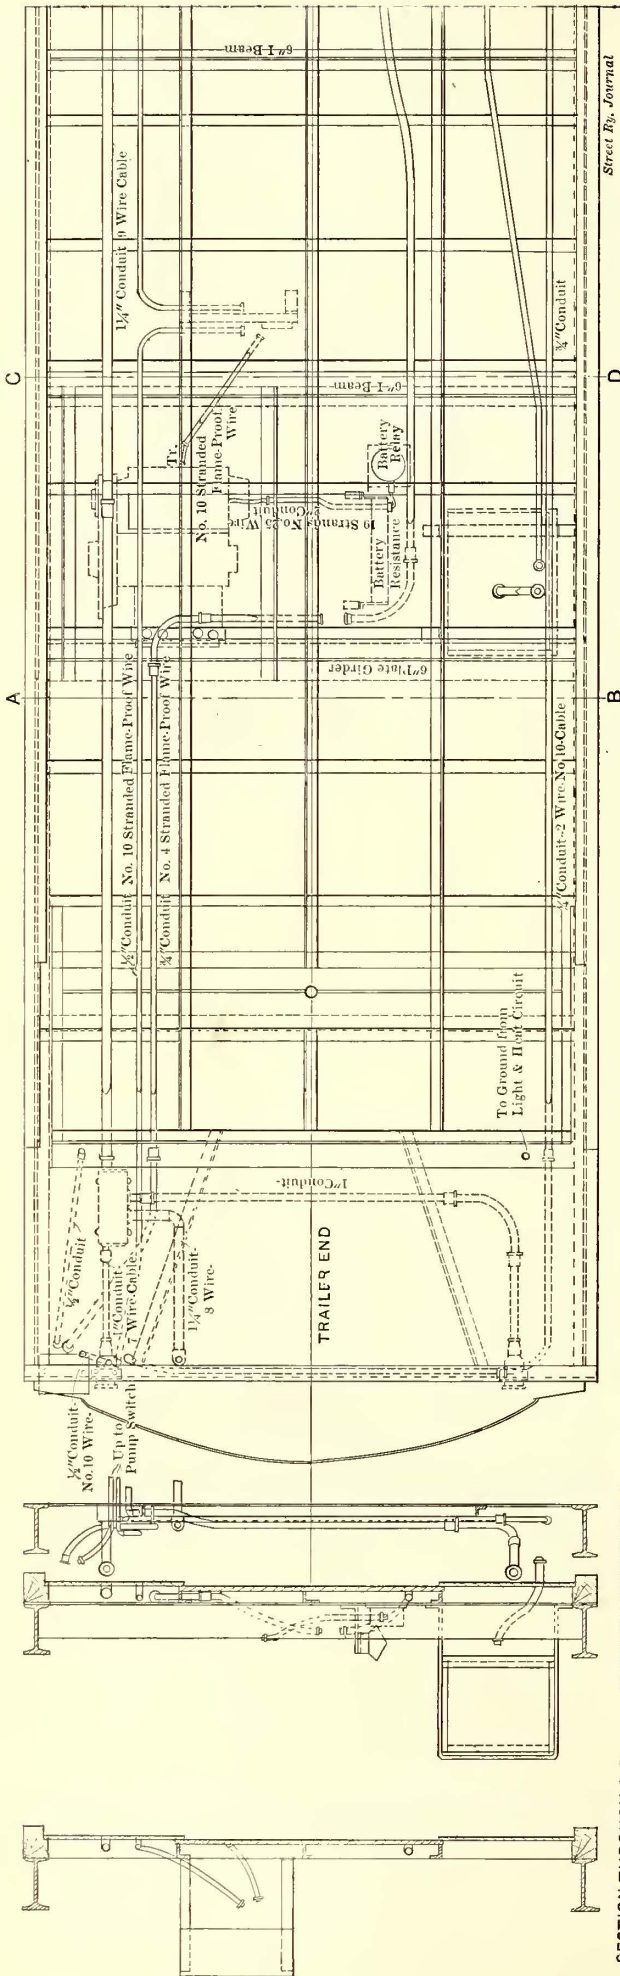 6" I Beam
1¼" Conduit 9 Wire Cable
Street Ry. Journal
¾" Conduit
C
D
6" I-Beam
Tr.
No. 10 Stranded
Flame-Proof
Wire
19 Strands No. 25 Wire
Battery
Relay
Battery
Resistance
6" Plate Girder
A
B
½" Conduit No. 10 Stranded Flame-Proof Wire
¾" Conduit No. 4 Stranded Flame-Proof Wire
Conduit-2 Wire-No. 10-Cable
To Ground from
Light & Heat Circuit
1" Conduit-
TRAILER END
½" Conduit
1" Conduit-
7 Wire-Cable
1¼" Conduit-
8 Wire-
½" Conduit-
No. 10 Wire-
Up to
Pump Switch
SECTION THROUGH